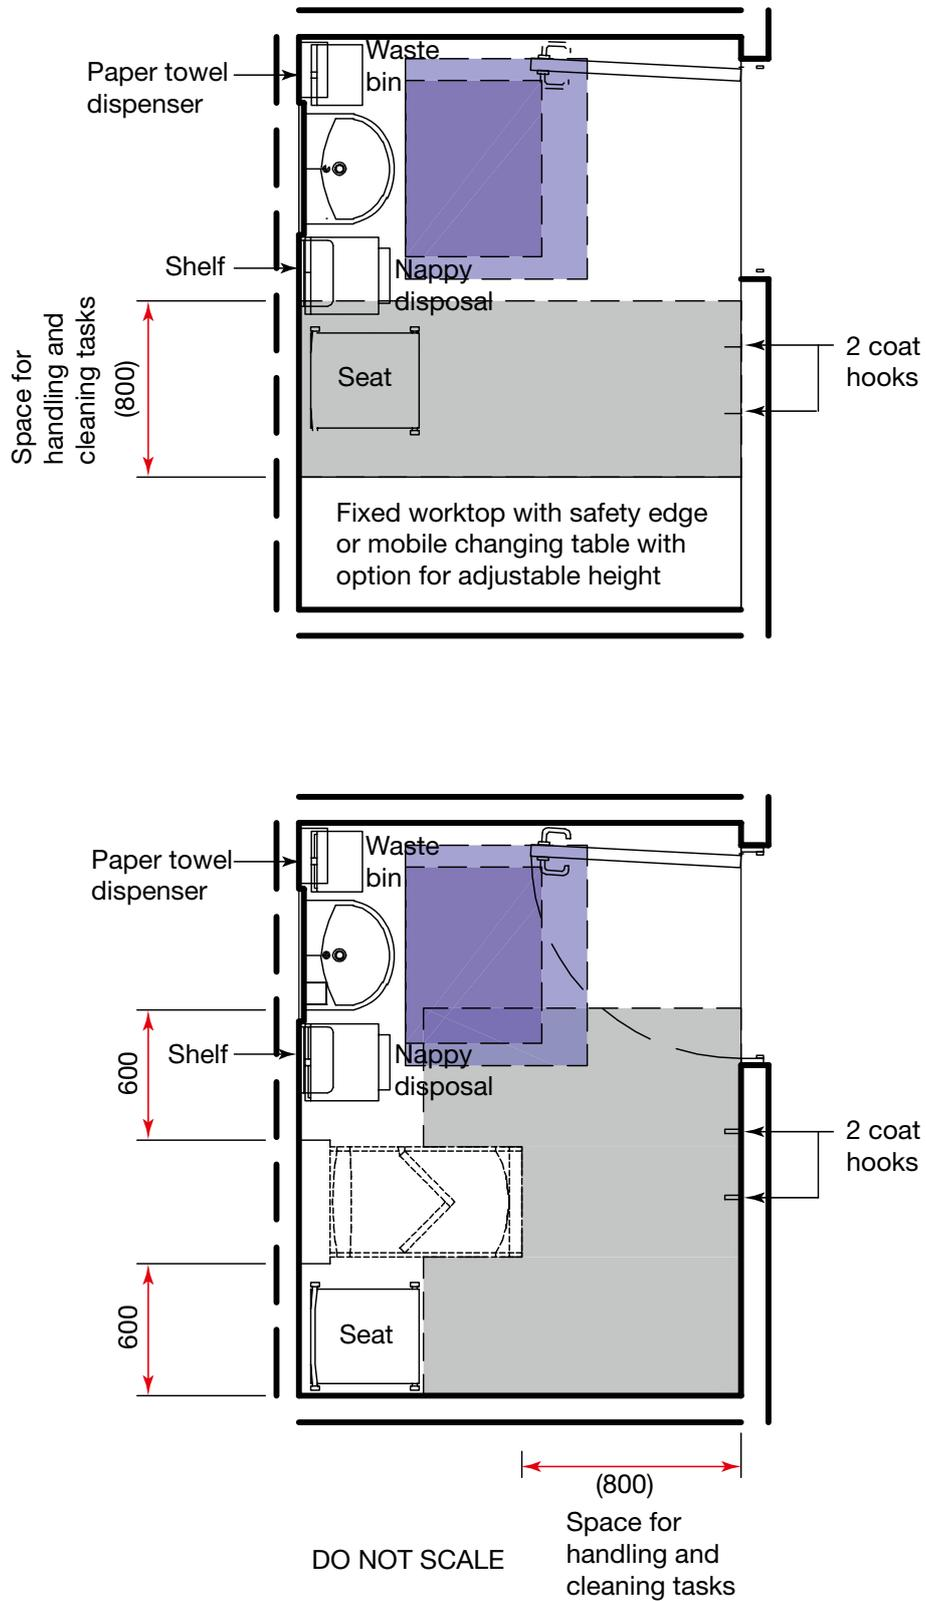 Waste
bin
Paper towel
dispenser
Shelf
Nappy
disposal
Space for
handling and
cleaning tasks
(800)
Seat
2 coat
hooks
Fixed worktop with safety edge
or mobile changing table with
option for adjustable height
Waste
bin
Paper towel
dispenser
600
Shelf
Nappy
disposal
2 coat
hooks
600
Seat
(800)
Space for
handling and
cleaning tasks
DO NOT SCALE